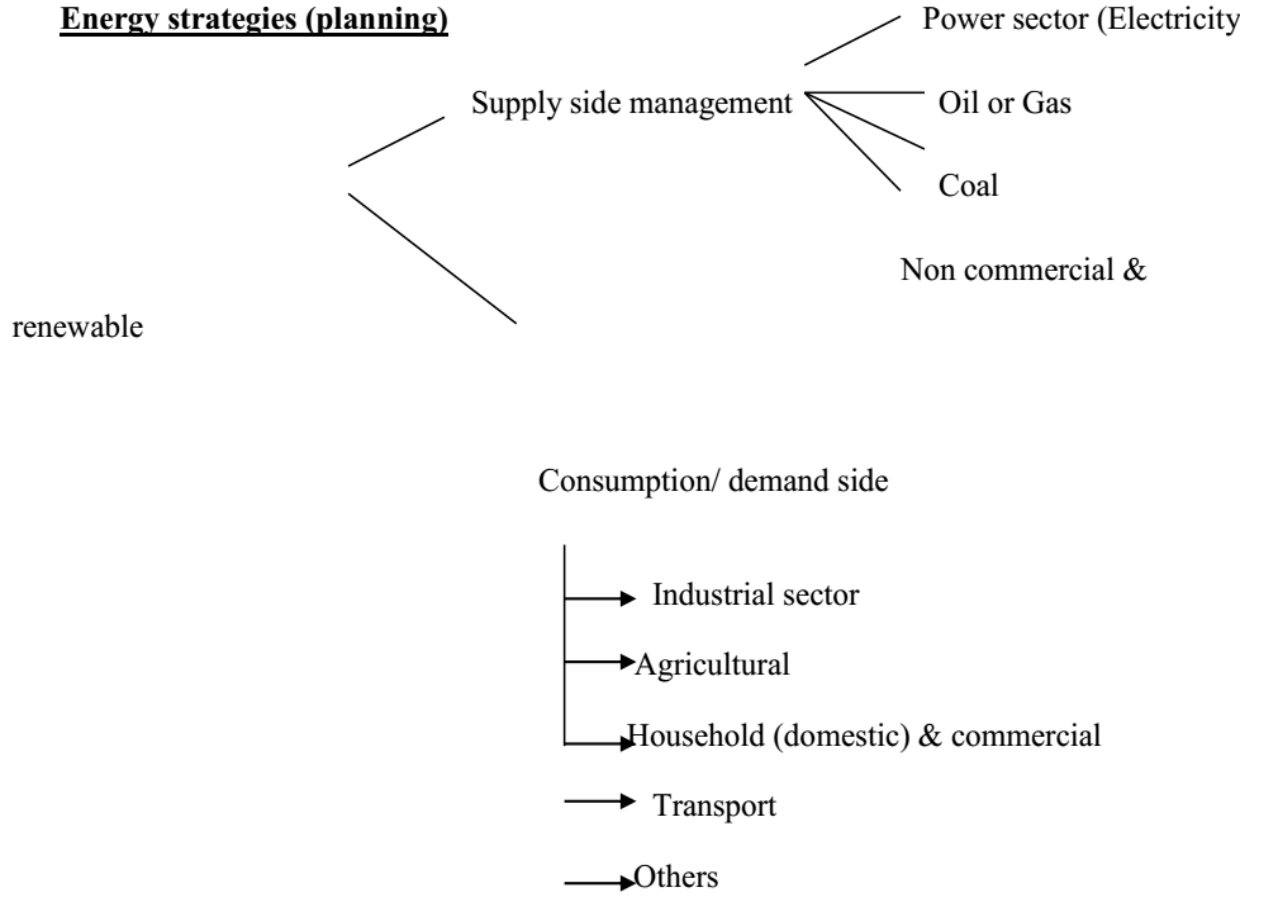 Energy strategies (planning)
Power sector (Electricity
Supply side management
Oil or Gas
Coal
Non commercial &
renewable
Consumption/ demand side
Industrial sector
Agricultural
Household (domestic) & commercial
Transport
Others